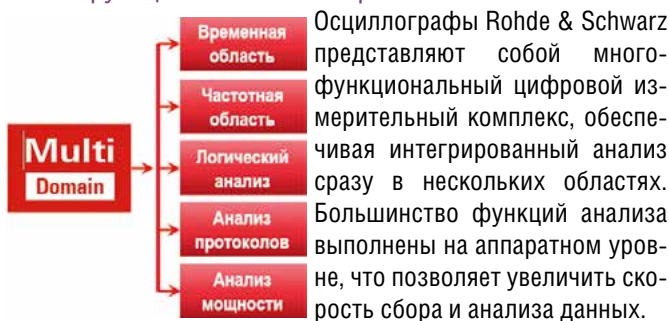 Multi
Domain
Временная
область
Частотная
область
Логический
анализ
Анализ
протоколов
Анализ
мощности
Осциллографы Rohde & Schwarz
представляют собой много-
функциональный цифровой из-
мерительный комплекс, обеспе-
чивая интегрированный анализ
сразу в нескольких областях.
Большинство функций анализа
выполнены на аппаратном уров-
не, что позволяет увеличить ско-
рость сбора и анализа данных.